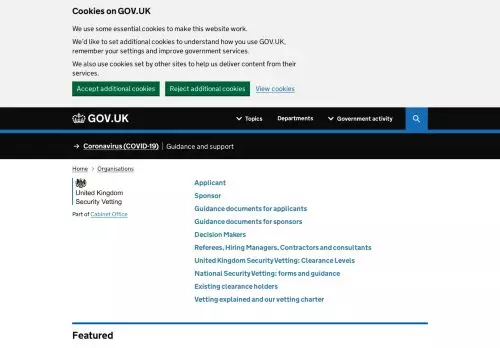 Cookies on GOV.UK
We use some essential cookies to make this website work.
We'd like to set additional cookies to understand how you use GOV.UK,
remember your settings and improve government services.
We also use cookies set by other sites to help us deliver content from their
services.
Accept additional cookies
Reject additional cookies
View cookies
GOV.UK
Topics
Departments
Government activity
Coronavirus (COVID-19)
Guidance and support
Home
Organisations
United Kingdom
Security Vetting
Part of Cabinet Office
Applicant
Sponsor
Guidance documents for applicants
Guidance documents for sponsors
Decision Makers
Referees, Hiring Managers, Contractors and consultants
United Kingdom Security Vetting: Clearance Levels
National Security Vetting: forms and guidance
Existing clearance holders
Vetting explained and our vetting charter
Featured